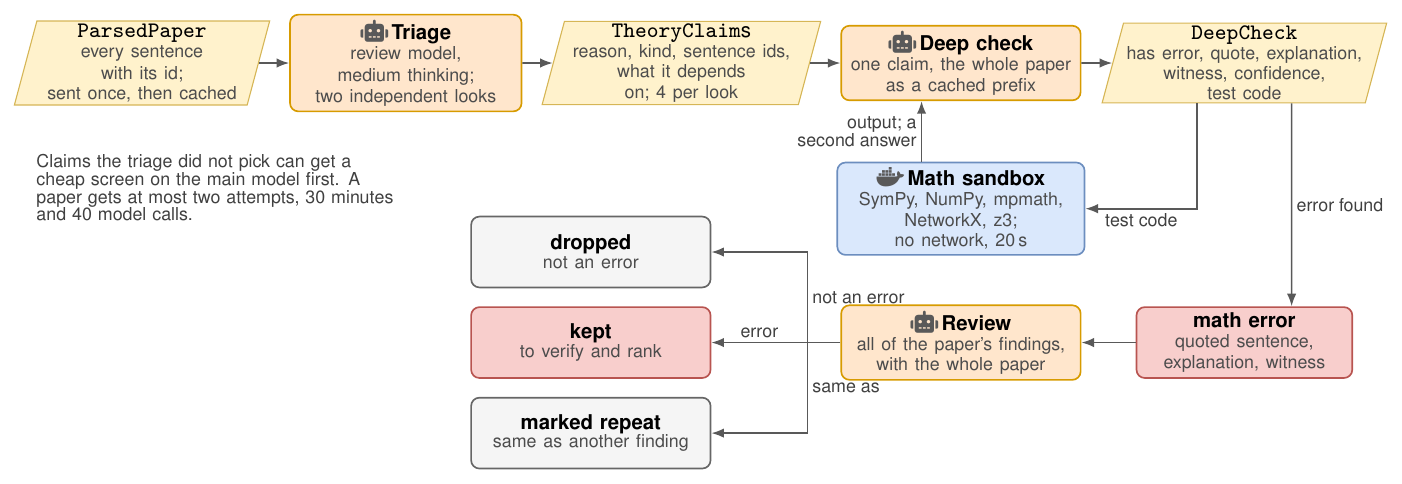 ParsedPaper
every sentence
with its id;
sent once, then cached
Triage
review model,
medium thinking;
two independent looks
TheoryClaims
reason, kind, sentence ids,
what it depends
on; 4 per look
Deep check
one claim, the whole paper
as a cached prefix
DeepCheck
has error, quote, explanation,
witness, confidence,
test code
output; a
second answer
Claims the triage did not pick can get a
cheap screen on the main model first. A
paper gets at most two attempts, 30 minutes
and 40 model calls.
Math sandbox
SymPy, NumPy, mpmath,
NetworkX, z3;
no network, 20 s
test code
error found
dropped
not an error
not an error
kept
to verify and rank
error
Review
all of the paper's findings,
with the whole paper
math error
quoted sentence,
explanation, witness
same as
marked repeat
same as another finding